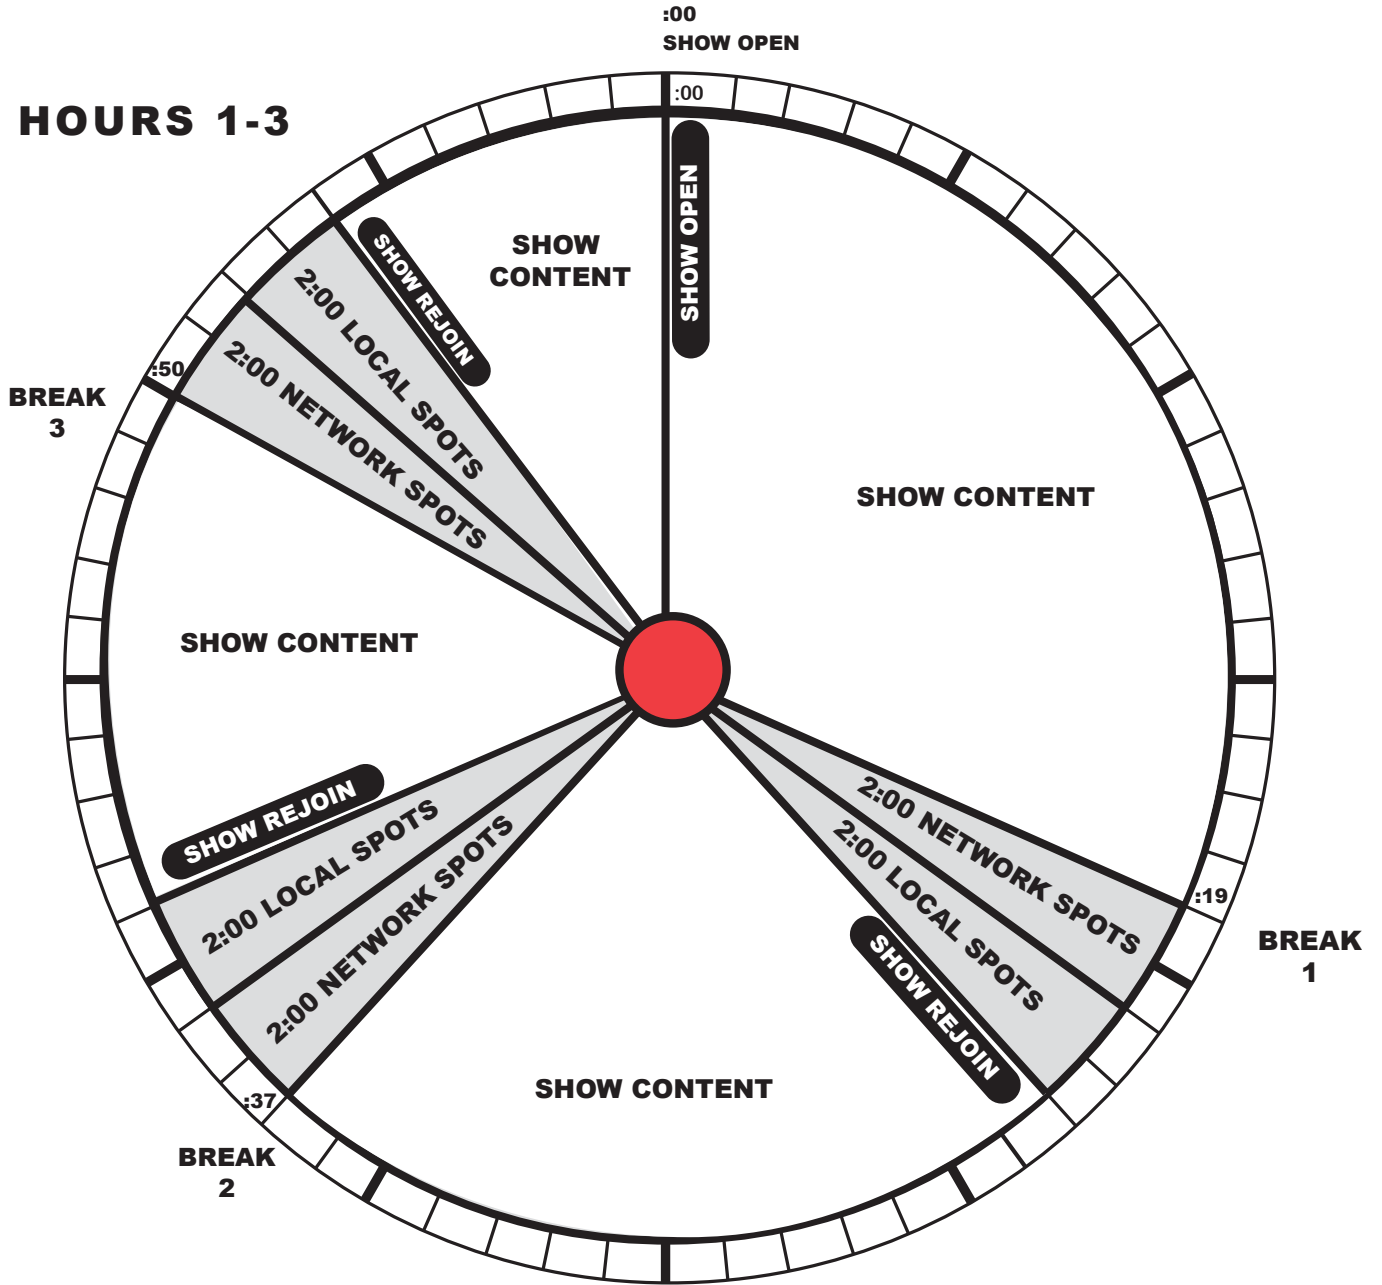 :00
SHOW OPEN
HOURS 1-3
:00
SHOW OPEN
SHOW CONTENT
:19
BREAK
1
2:00 NETWORK SPOTS
2:00 LOCAL SPOTS
SHOW REJOIN
SHOW CONTENT
:37
BREAK
2
2:00 NETWORK SPOTS
2:00 LOCAL SPOTS
SHOW REJOIN
SHOW CONTENT
:50
BREAK
3
2:00 NETWORK SPOTS
2:00 LOCAL SPOTS
SHOW REJOIN
SHOW
CONTENT